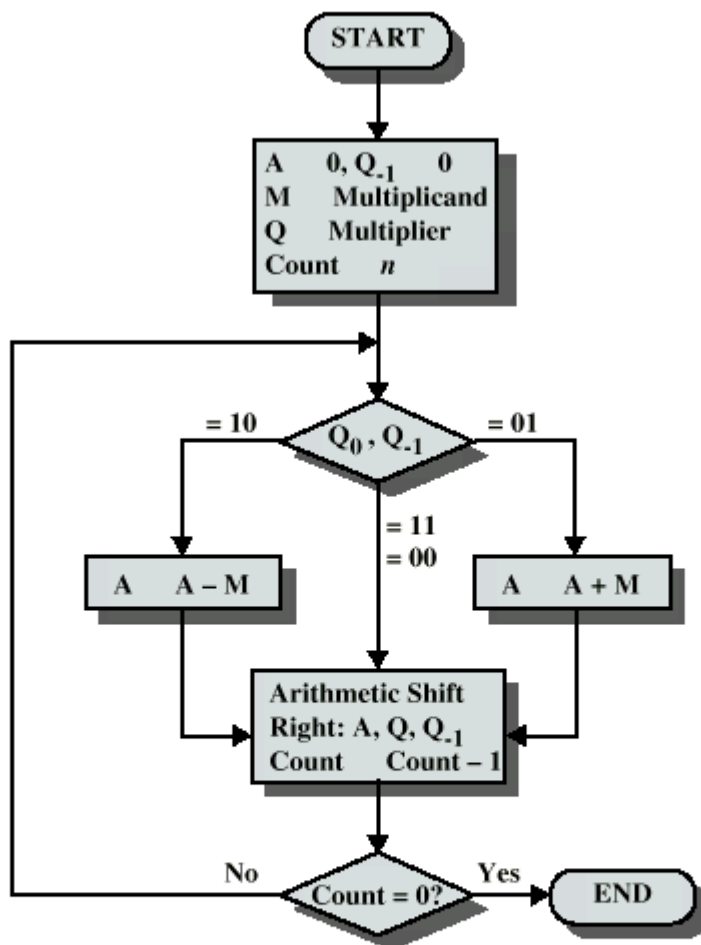 START
A 0, Q-1 0
M Multiplicand
Q Multiplier
Count n
= 10
Q0 , Q-1
= 01
= 11
= 00
A A – M
A A + M
Arithmetic Shift
Right: A, Q, Q-1
Count Count – 1
No
Count = 0?
Yes
END